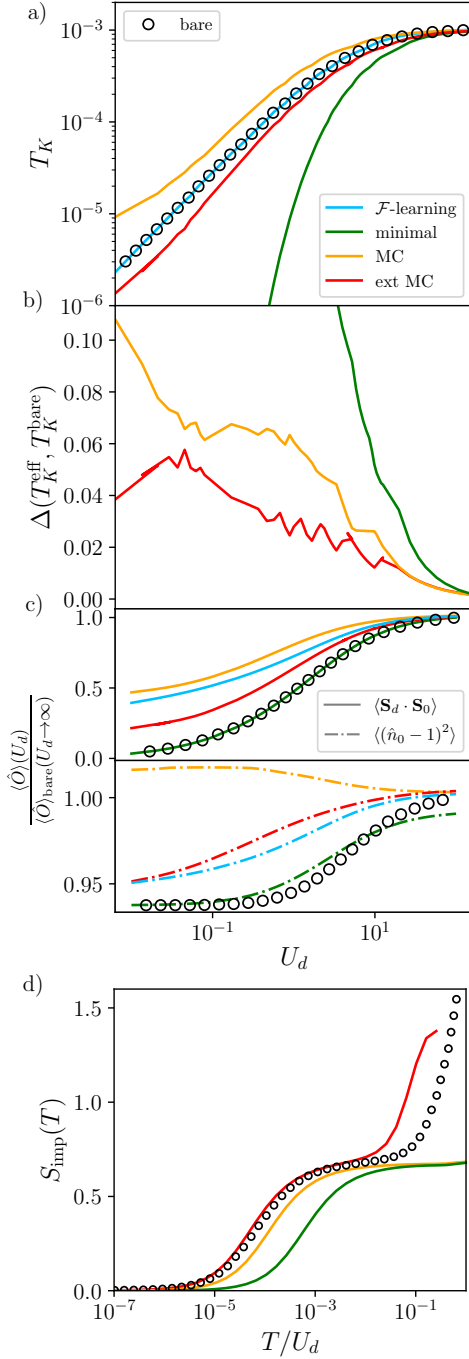 a)
bare
10⁻³
10⁻⁴
10⁻⁵
10⁻⁶
T_K
ℱ-learning
minimal
MC
ext MC
b)
0.10
0.08
0.06
0.04
0.02
0.00
Δ(T_K^eff, T_K^bare)
c)
1.0
0.5
0.0
⟨S_d · S_0⟩
⟨(n̂_0 − 1)²⟩
⟨Ô⟩(U_d)
⟨Ô⟩_bare(U_d→∞)
1.00
0.95
10⁻¹
10¹
U_d
d)
1.5
1.0
0.5
0.0
S_imp(T)
10⁻⁷
10⁻⁵
10⁻³
10⁻¹
T/U_d